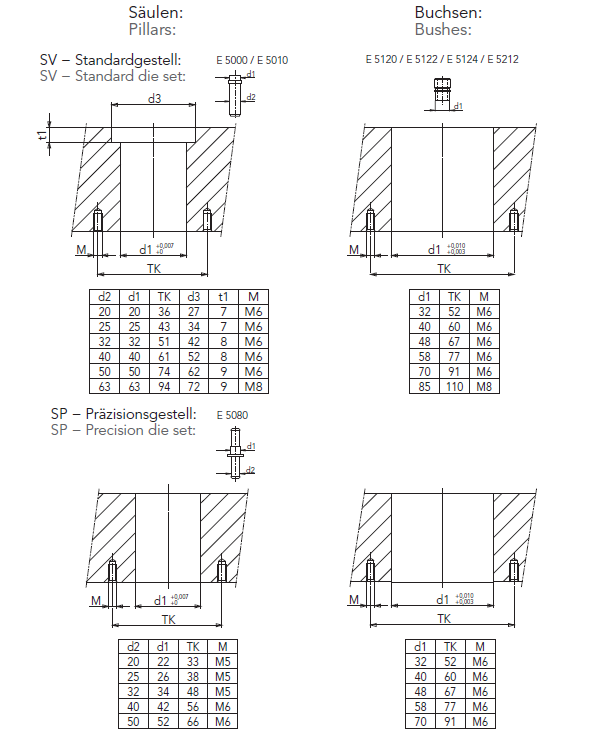 Säulen:
Pillars:
Buchsen:
Bushes:
SV – Standardgestell:
SV – Standard die set:
E 5000 / E 5010
d1
d2
E 5120 / E 5122 / E 5124 / E 5212
d1
d3
t1
M
d1 +0,007 +0
TK
M
d1 +0,010 +0,003
TK
d2 d1 TK d3 t1 M
20 20 36 27 7 M6
25 25 43 34 7 M6
32 32 51 42 8 M6
40 40 61 52 8 M6
50 50 74 62 9 M6
63 63 94 72 9 M8
d1 TK M
32 52 M6
40 60 M6
48 67 M6
58 77 M6
70 91 M6
85 110 M8
SP – Präzisionsgestell:
SP – Precision die set:
E 5080
d1
d2
M
d1 +0,007 +0
TK
M
d1 +0,010 +0,003
TK
d2 d1 TK M
20 22 33 M5
25 26 38 M5
32 34 48 M5
40 42 56 M6
50 52 66 M6
d1 TK M
32 52 M6
40 60 M6
48 67 M6
58 77 M6
70 91 M6